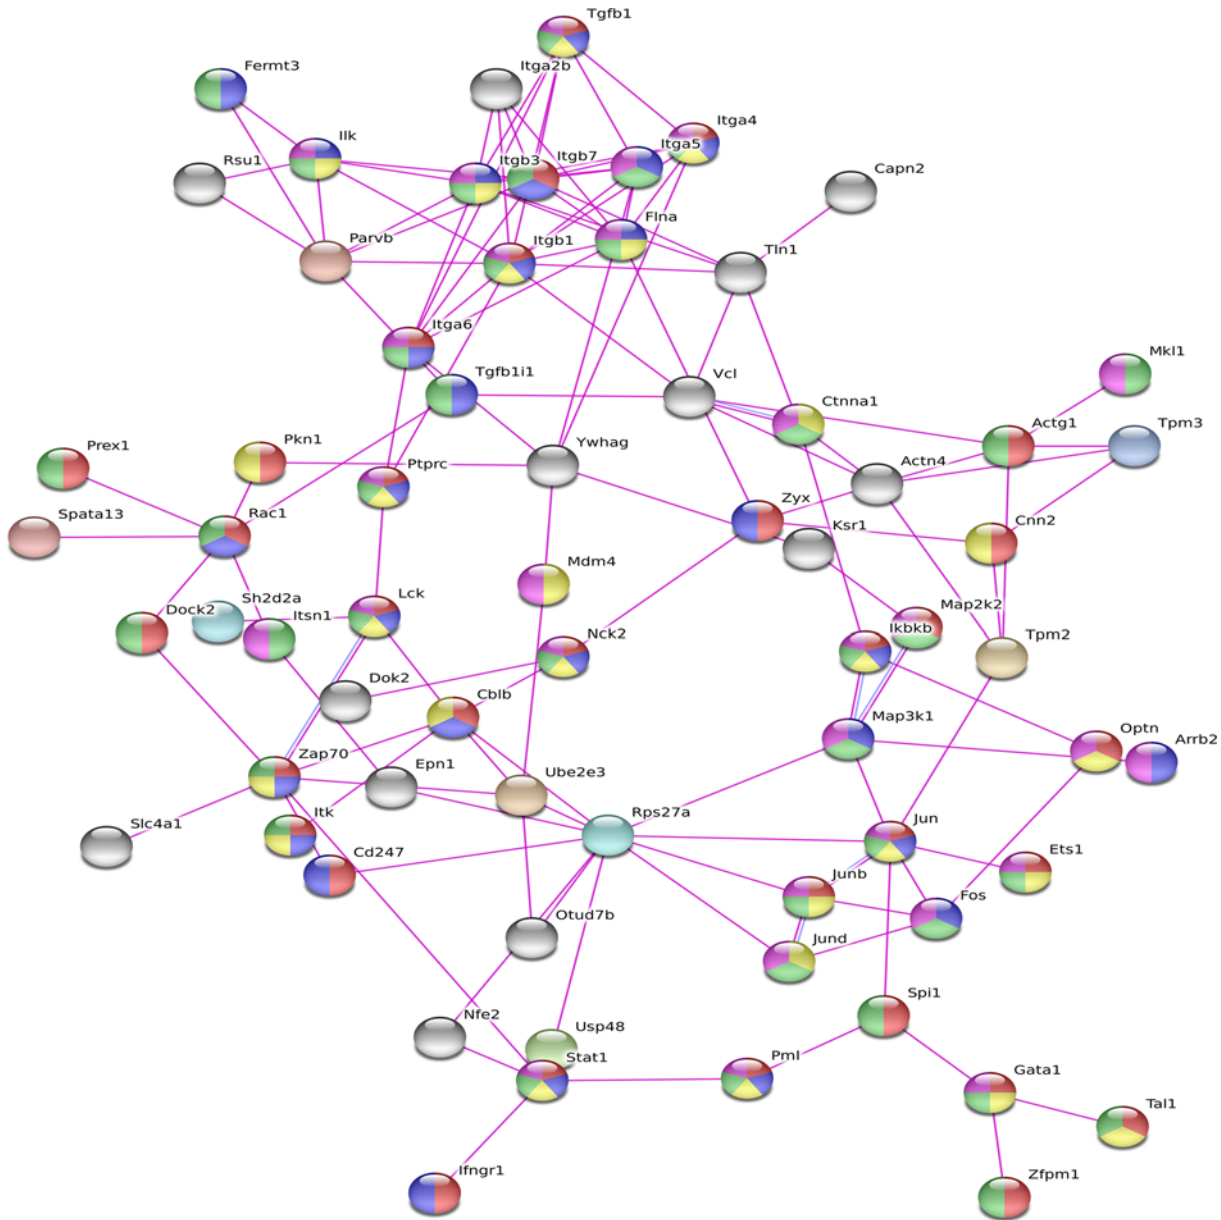 Tgfb1
Itga2b
Fermt3
Itga4
Ilk
Itga5
Itgb3
Itgb7
Rsu1
Capn2
Flna
Parvb
Itgb1
Tln1
Itga6
Mkl1
Tgfb1i1
Vcl
Ctnna1
Actg1
Tpm3
Prex1
Pkn1
Ptprc
Ywhag
Actn4
Zyx
Spata13
Rac1
Ksr1
Cnn2
Mdm4
Sh2d2a
Lck
Map2k2
Dock2
Itsn1
Nck2
Ikbkb
Tpm2
Dok2
Cblb
Map3k1
Optn
Arrb2
Zap70
Epn1
Ube2e3
Rps27a
Slc4a1
Itk
Jun
Cd247
Junb
Ets1
Fos
Otud7b
Jund
Spi1
Nfe2
Usp48
Stat1
Pml
Gata1
Tal1
Ifngr1
Zfpm1